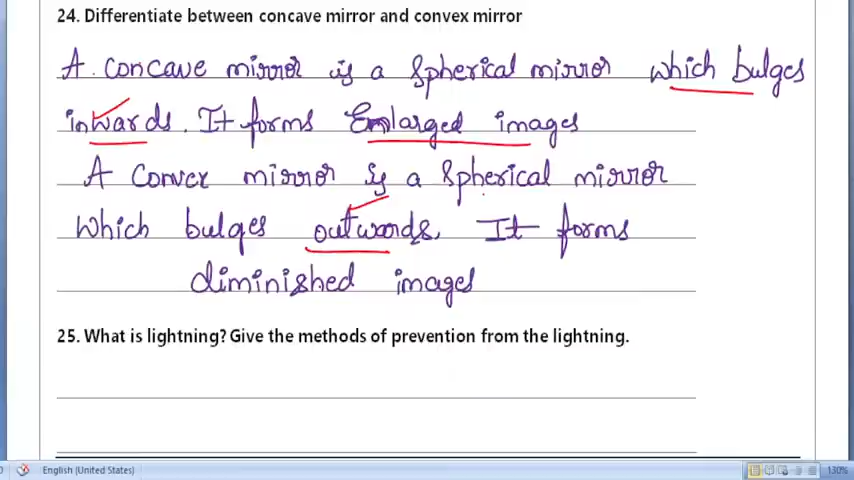 24. Differentiate between concave mirror and convex mirror
A. concave mirror is a spherical mirror which bulges
inwards. It forms Enlarged images
A convex mirror is a spherical mirror
which bulges outwards. It forms
diminished images
25. What is lightning? Give the methods of prevention from the lightning.
English (United States)
130%